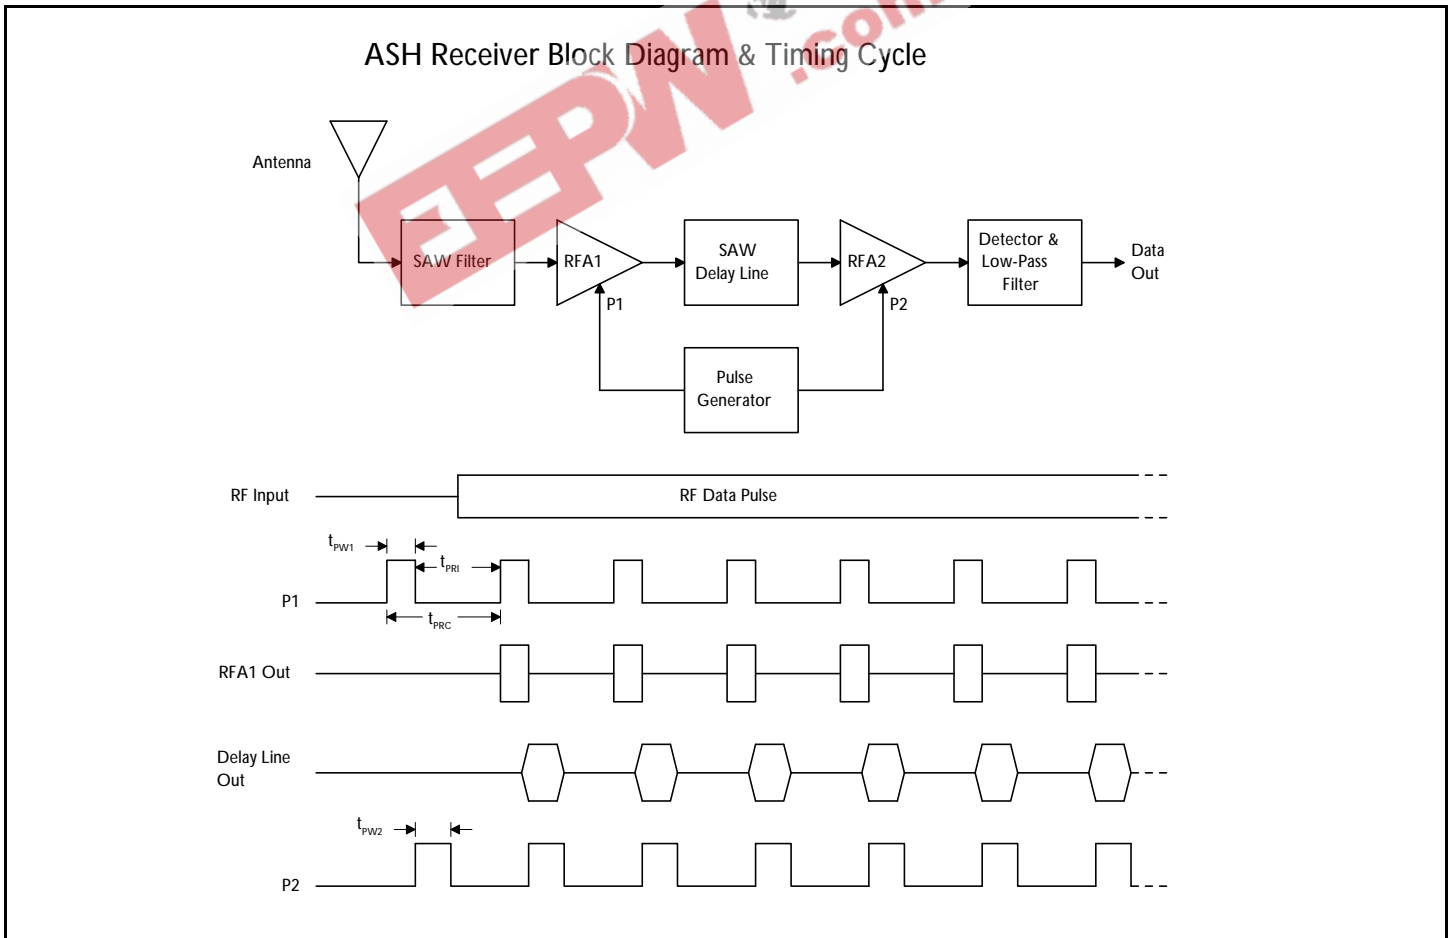 ASH Receiver Block Diagram & Timing Cycle
EEPW
.com
Antenna
SAW Filter
RFA1
SAW
Delay Line
RFA2
Detector &
Low-Pass
Filter
Data
Out
P1
P2
Pulse
Generator
RF Input
RF Data Pulse
tPW1
tPRI
P1
tPRC
RFA1 Out
Delay Line
Out
tPW2
P2